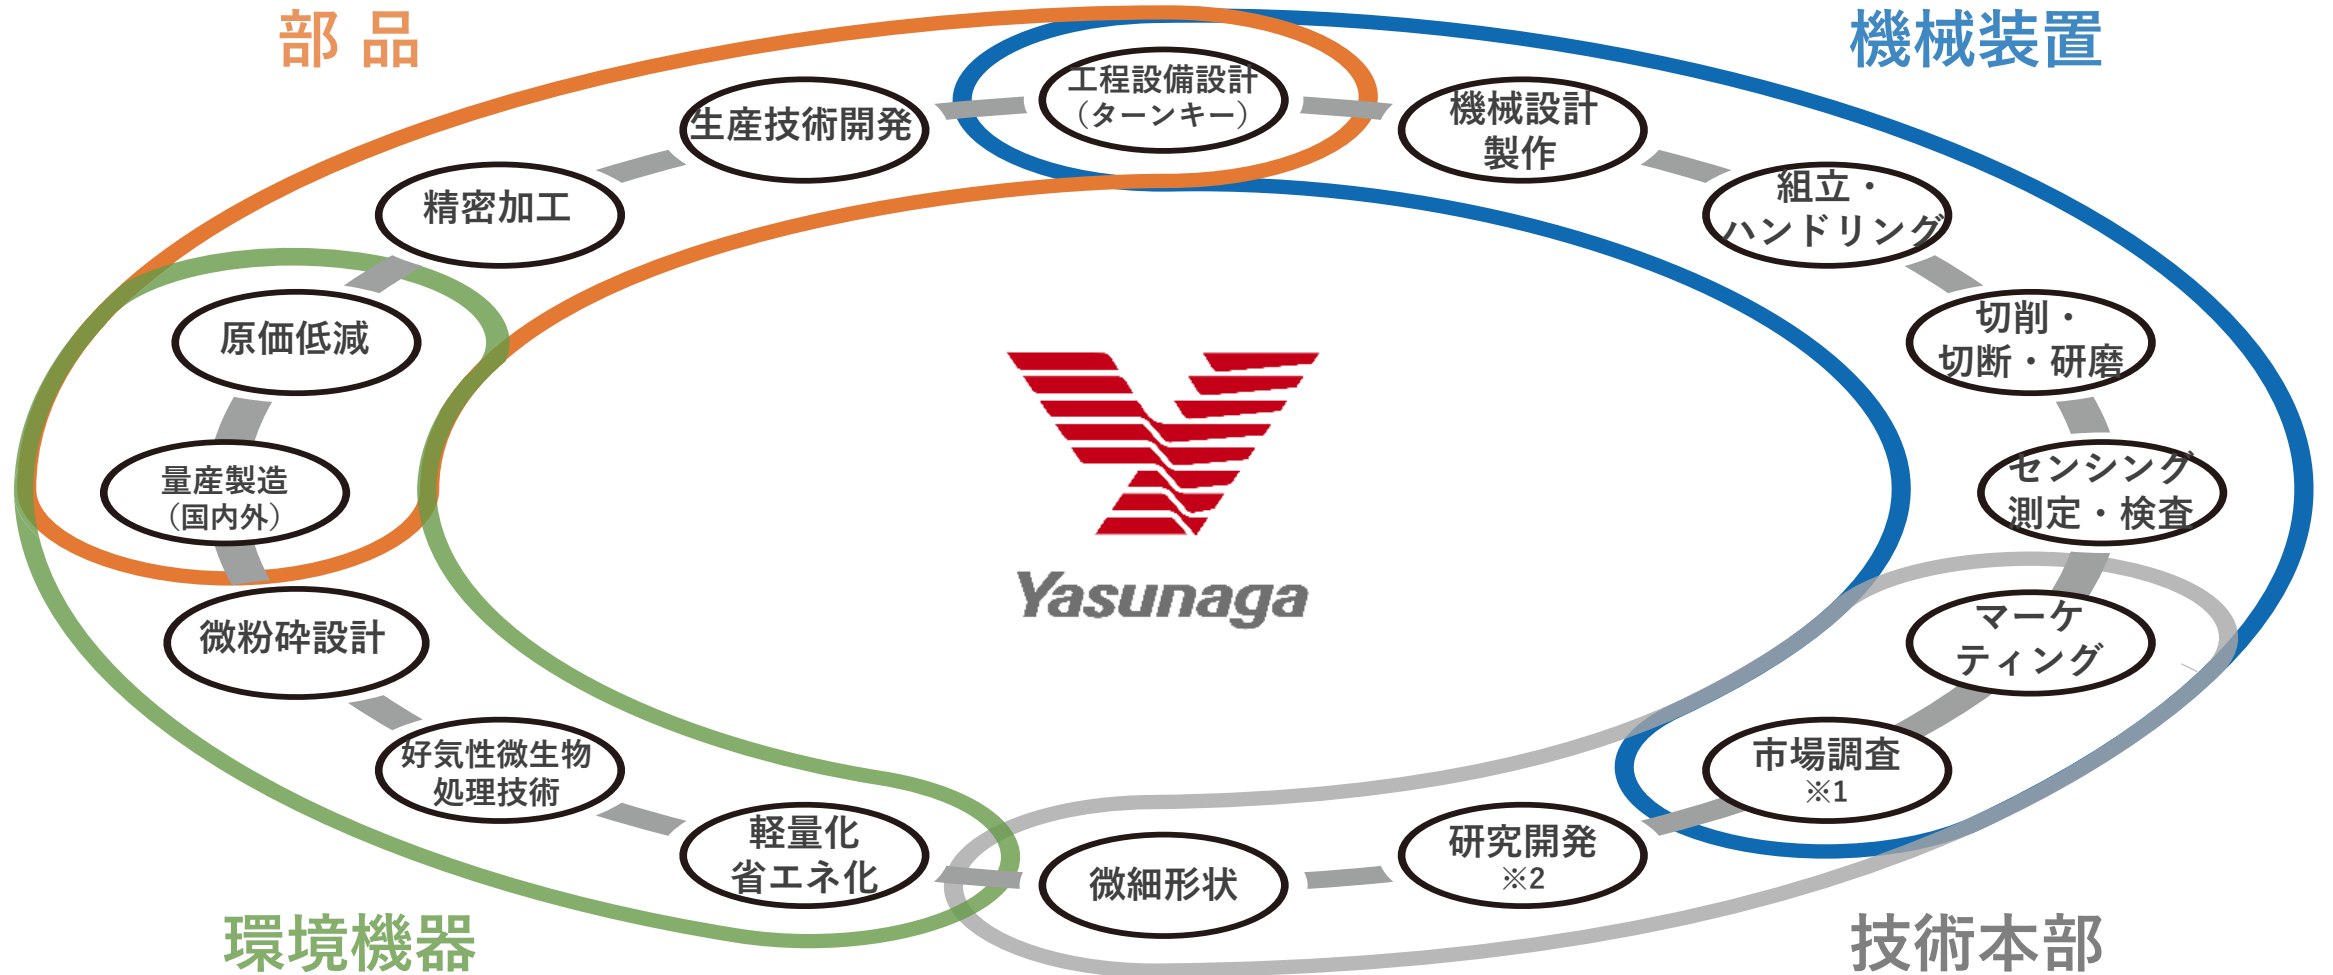 部 品
機械装置
工程設備設計
（ターンキー）
生産技術開発
機械設計
製作
精密加工
組立・
ハンドリング
原価低減
切削・
切断・研磨
量産製造
（国内外）
センシング
測定・検査
Yasunaga
微粉砕設計
マーケ
ティング
好気性微生物
処理技術
市場調査
※1
軽量化
省エネ化
微細形状
研究開発
※2
環境機器
技術本部